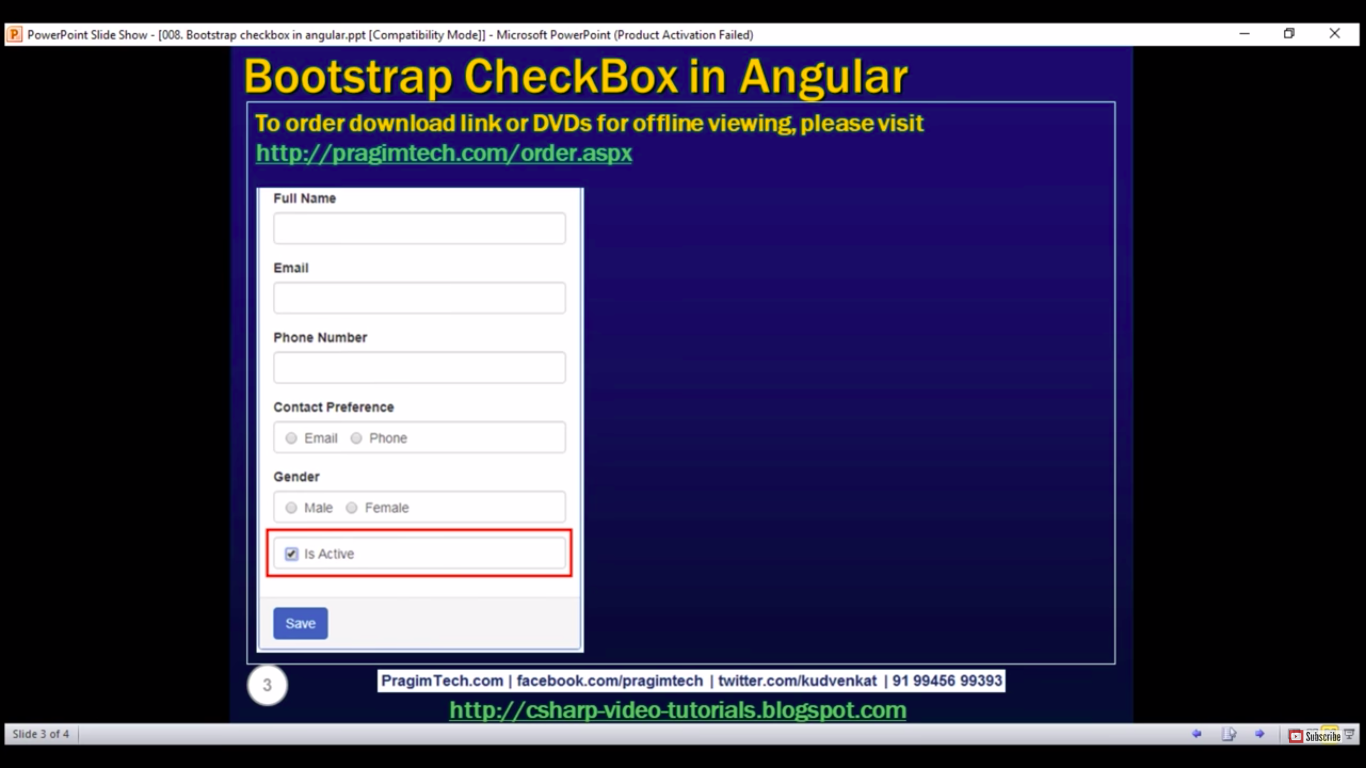 PowerPoint Slide Show - [008. Bootstrap checkbox in angular.ppt [Compatibility Mode]] - Microsoft PowerPoint (Product Activation Failed)
Bootstrap CheckBox in Angular
To order download link or DVDs for offline viewing, please visit
http://pragimtech.com/order.aspx
Full Name
Email
Phone Number
Contact Preference
Email Phone
Gender
Male Female
Is Active
Save
3
PragimTech.com | facebook.com/pragimtech | twitter.com/kudvenkat | 91 99456 99393
http://csharp-video-tutorials.blogspot.com
Slide 3 of 4
Subscribe